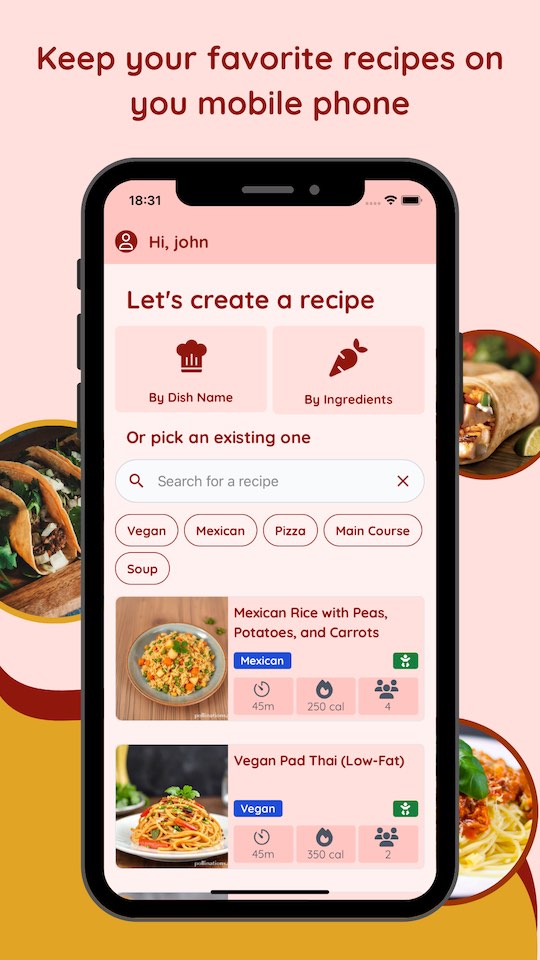 Keep your favorite recipes on
you mobile phone
18:31
Hi, john
Let's create a recipe
By Dish Name
By Ingredients
Or pick an existing one
Search for a recipe
Vegan
Mexican
Pizza
Main Course
Soup
Mexican Rice with Peas,
Potatoes, and Carrots
Mexican
45m
250 cal
4
pollinations.
Vegan Pad Thai (Low-Fat)
Vegan
45m
350 cal
2
pollinations.